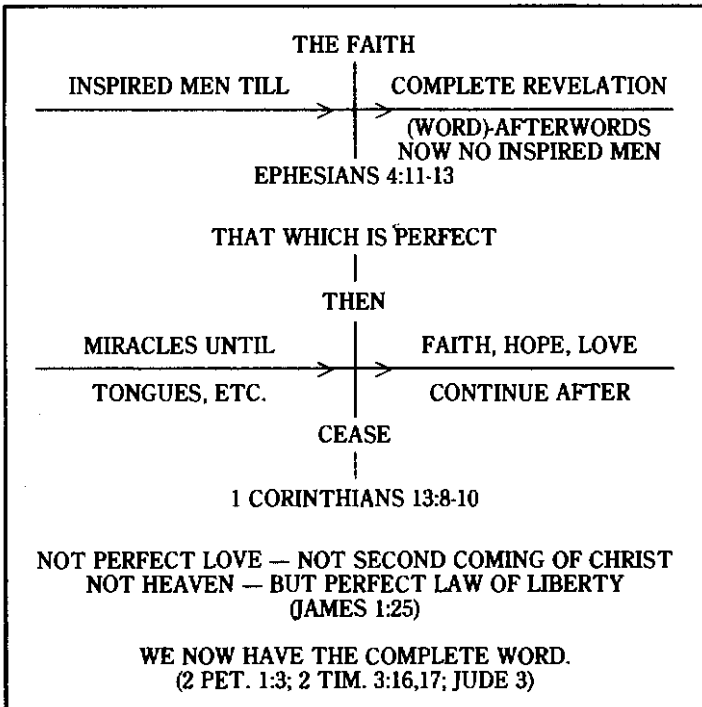 THE FAITH
INSPIRED MEN TILL COMPLETE REVELATION
(WORD)-AFTERWORDS
NOW NO INSPIRED MEN
EPHESIANS 4:11-13
THAT WHICH IS PERFECT
THEN
MIRACLES UNTIL FAITH, HOPE, LOVE
TONGUES, ETC. CONTINUE AFTER
CEASE
1 CORINTHIANS 13:8-10
NOT PERFECT LOVE — NOT SECOND COMING OF CHRIST
NOT HEAVEN — BUT PERFECT LAW OF LIBERTY
(JAMES 1:25)
WE NOW HAVE THE COMPLETE WORD.
(2 PET. 1:3; 2 TIM. 3:16,17; JUDE 3)